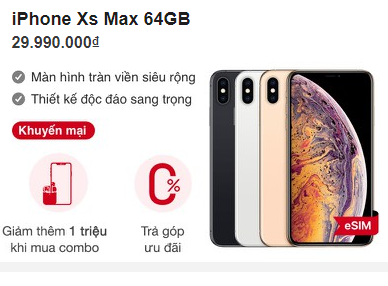 iPhone Xs Max 64GB
29.990.000₫
Màn hình tràn viền siêu rộng
Thiết kế độc đáo sang trọng
Khuyến mại
0%
Giảm thêm 1 triệu
khi mua combo
Trả góp
ưu đãi
eSIM